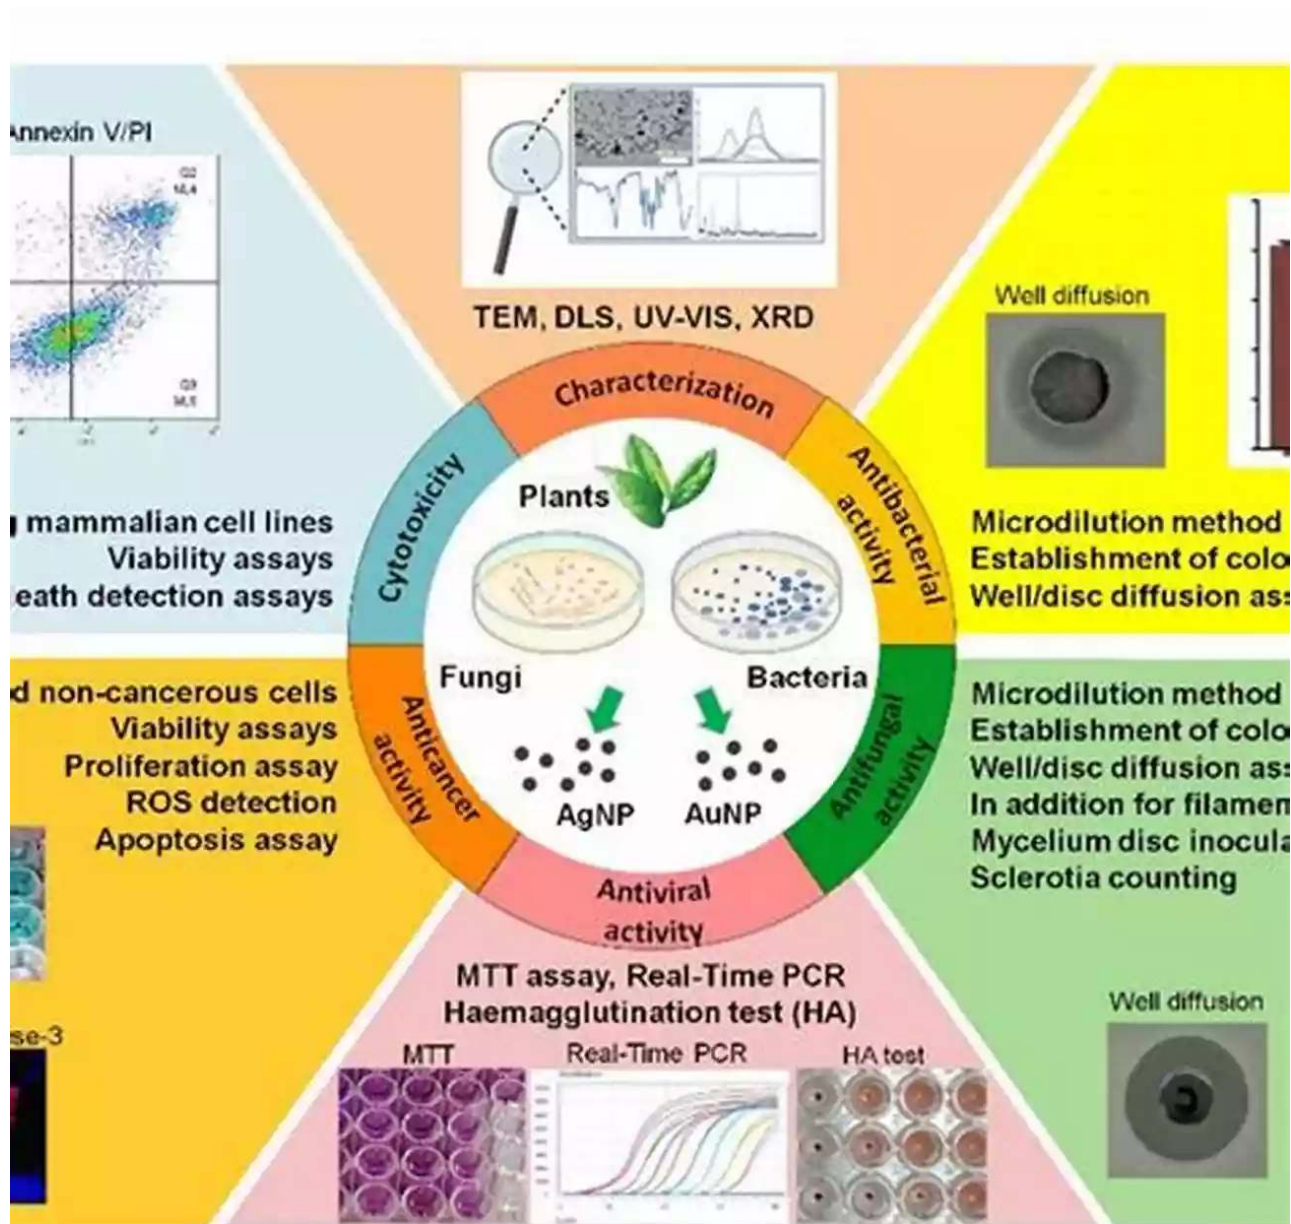 Annexin V/PI
mammalian cell lines
Viability assays
eath detection assays
TEM, DLS, UV-VIS, XRD
Well diffusion
Microdilution method
Establishment of colo
Well/disc diffusion as
Characterization
Cytotoxicity
Antibacterial
activity
Plants
Fungi
Bacteria
AgNP
AuNP
Anticancer
activity
Antifungal
activity
Antiviral
activity
d non-cancerous cells
Viability assays
Proliferation assay
ROS detection
Apoptosis assay
se-3
Microdilution method
Establishment of colo
Well/disc diffusion as
In addition for filamen
Mycelium disc inocula
Sclerotia counting
Well diffusion
MTT assay, Real-Time PCR
Haemagglutination test (HA)
MTT
Real-Time PCR
HA test